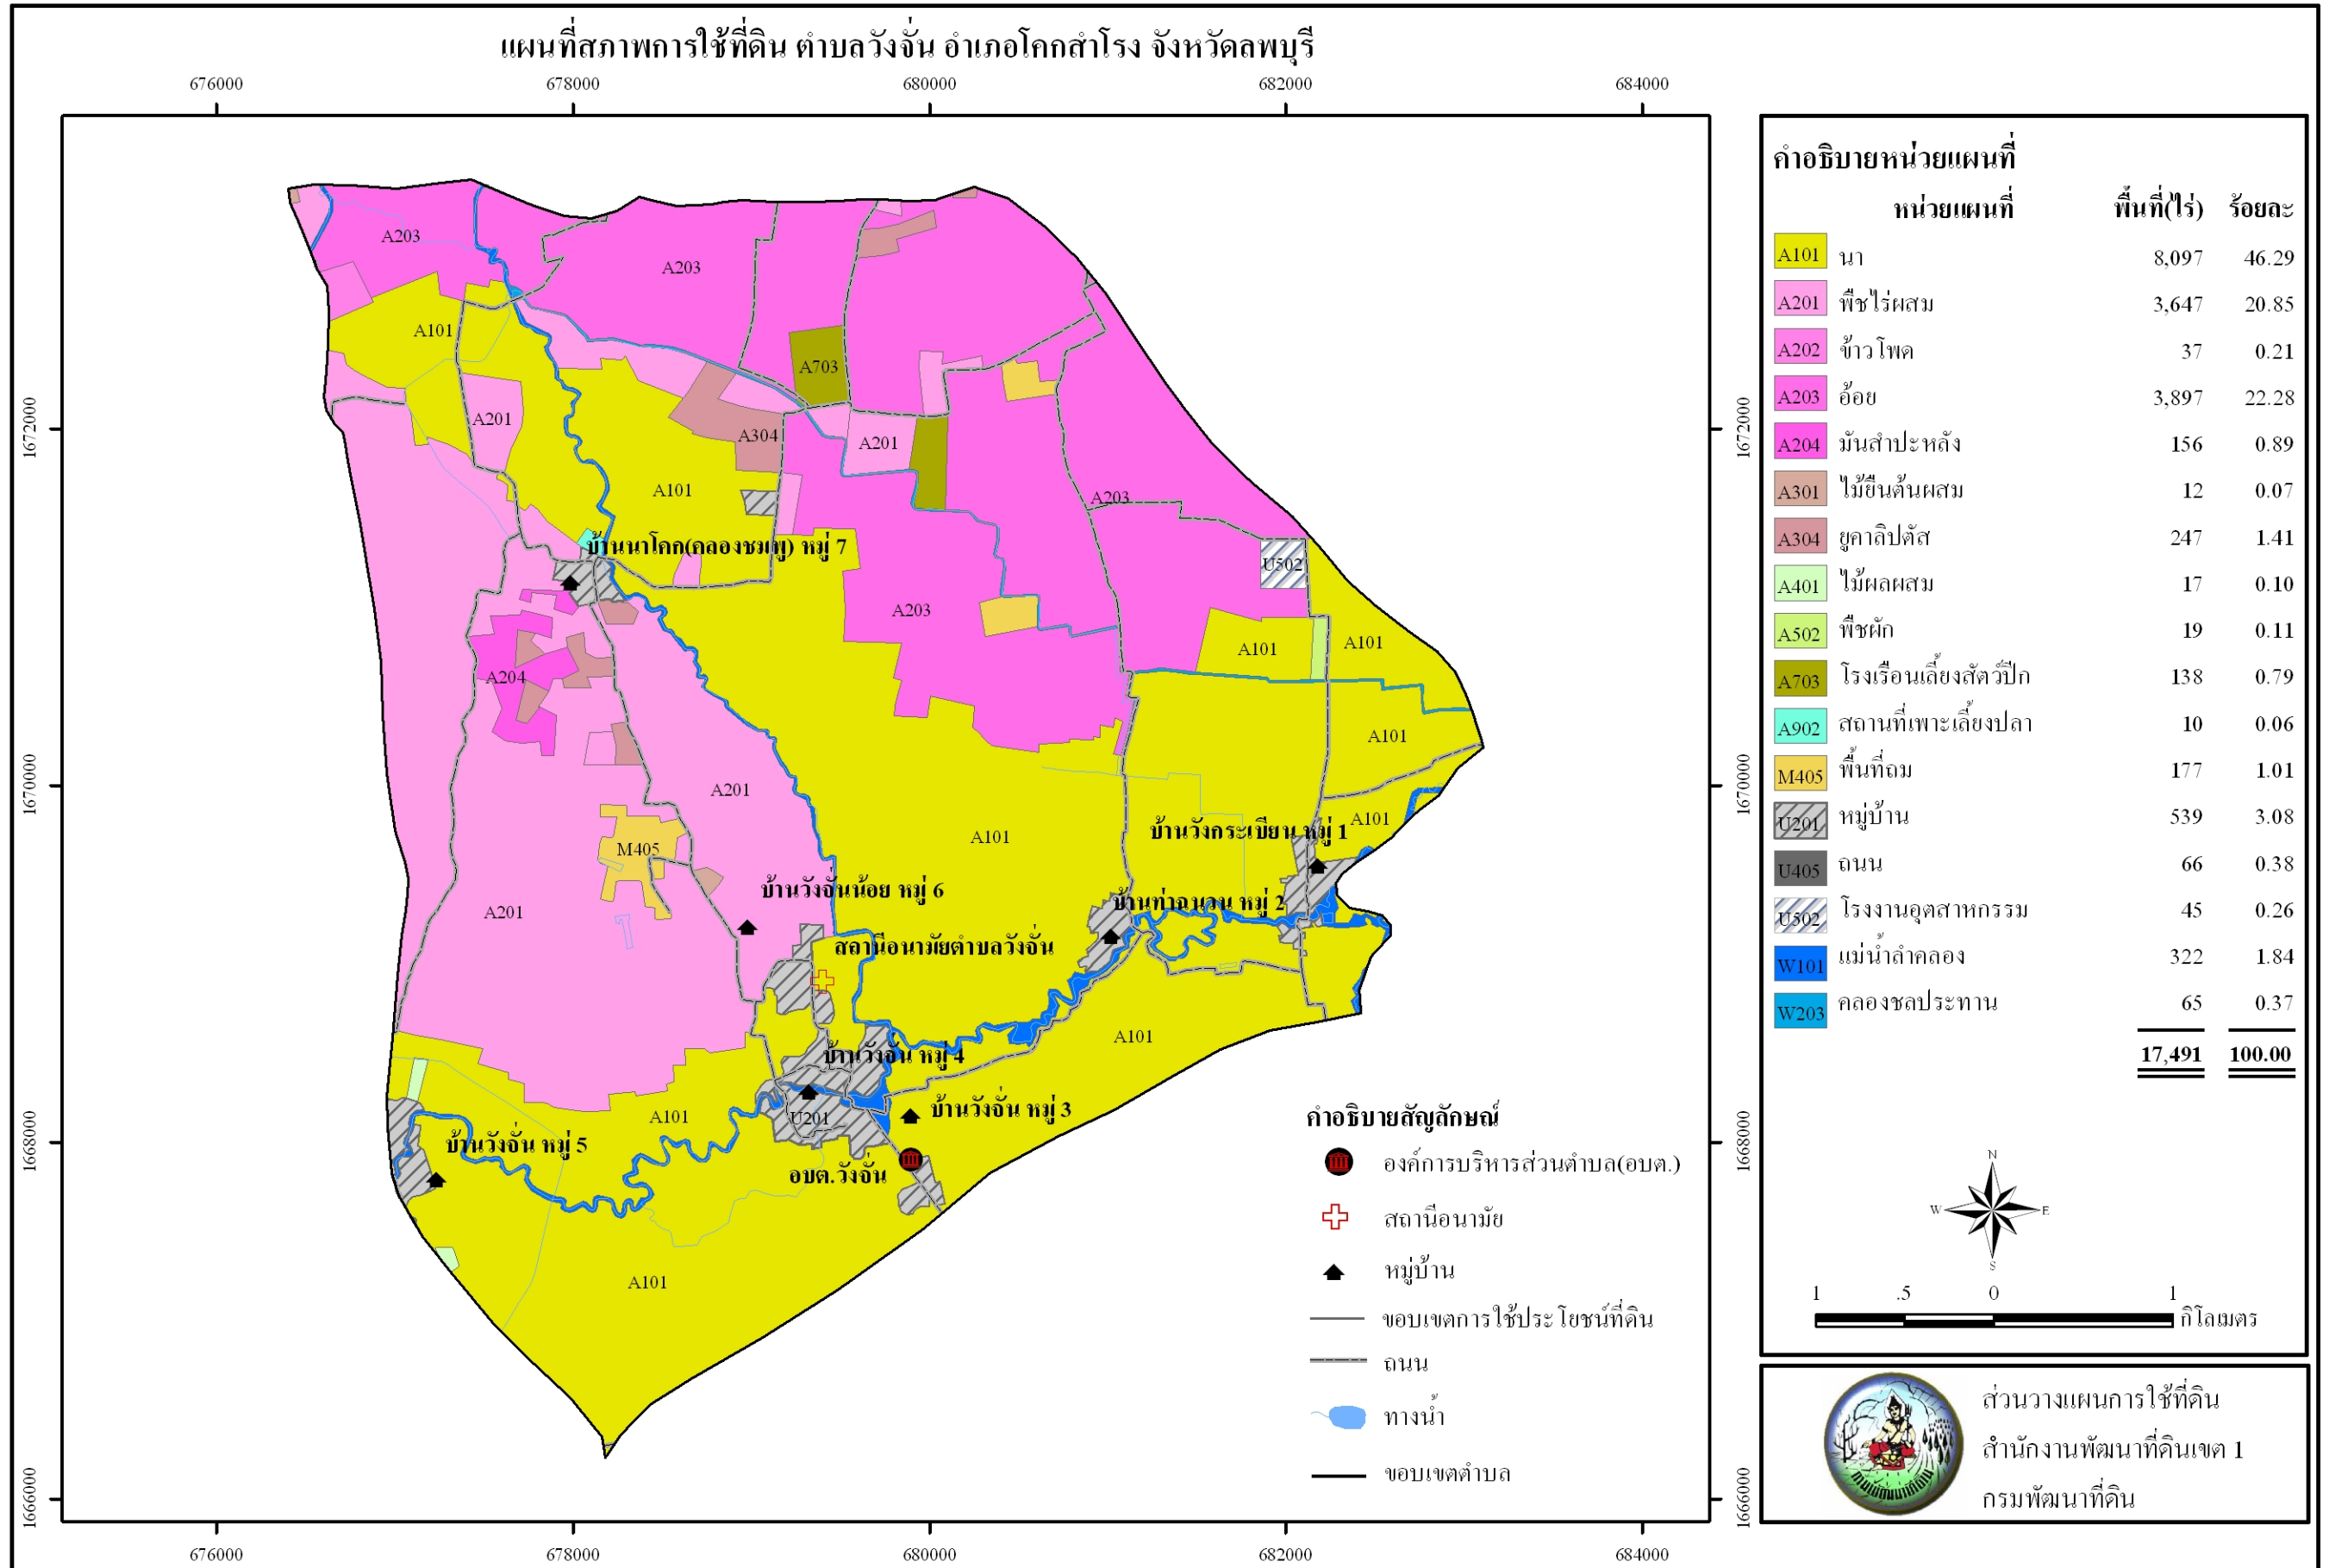 แผนที่สภาพการใช้ที่ดิน ตำบลวังจั่น อำเภอโคกสำโรง จังหวัดลพบุรี
676000 678000 680000 682000 684000
A203
A203
A101
A703
A201
A304
A201
A101
A203
1672000
1672000
บ้านนาโคก(คลองชมพู) หมู่ 7
U502
A203
A101
A101
A204
A101
A201
1670000
1670000
M405
A101
A101
บ้านวังกระเบียน หมู่ 1
บ้านวังจั่นน้อย หมู่ 6
บ้านท่าฉนวน หมู่ 2
A201
สถานีอนามัยตำบลวังจั่น
A101
บ้านวังจั่น หมู่ 4
A101
U201
บ้านวังจั่น หมู่ 3
บ้านวังจั่น หมู่ 5
1668000
1668000
อบต.วังจั่น
A101
1666000
1666000
676000 678000 680000 682000 684000
คำอธิบายสัญลักษณ์
องค์การบริหารส่วนตำบล(อบต.)
สถานีอนามัย
หมู่บ้าน
ขอบเขตการใช้ประโยชน์ที่ดิน
ถนน
ทางน้ำ
ขอบเขตตำบล
คำอธิบายหน่วยแผนที่
หน่วยแผนที่ พื้นที่(ไร่) ร้อยละ
A101 นา 8,097 46.29
A201 พืชไร่ผสม 3,647 20.85
A202 ข้าวโพด 37 0.21
A203 อ้อย 3,897 22.28
A204 มันสำปะหลัง 156 0.89
A301 ไม้ยืนต้นผสม 12 0.07
A304 ยูคาลิปตัส 247 1.41
A401 ไม้ผลผสม 17 0.10
A502 พืชผัก 19 0.11
A703 โรงเรือนเลี้ยงสัตว์ปีก 138 0.79
A902 สถานที่เพาะเลี้ยงปลา 10 0.06
M405 พื้นที่ถม 177 1.01
U201 หมู่บ้าน 539 3.08
U405 ถนน 66 0.38
U502 โรงงานอุตสาหกรรม 45 0.26
W101 แม่น้ำลำคลอง 322 1.84
W203 คลองชลประทาน 65 0.37
17,491 100.00
N
W E
S
1 .5 0 1
กิโลเมตร
ส่วนวางแผนการใช้ที่ดิน
สำนักงานพัฒนาที่ดินเขต 1
กรมพัฒนาที่ดิน
กรมพัฒนาที่ดิน